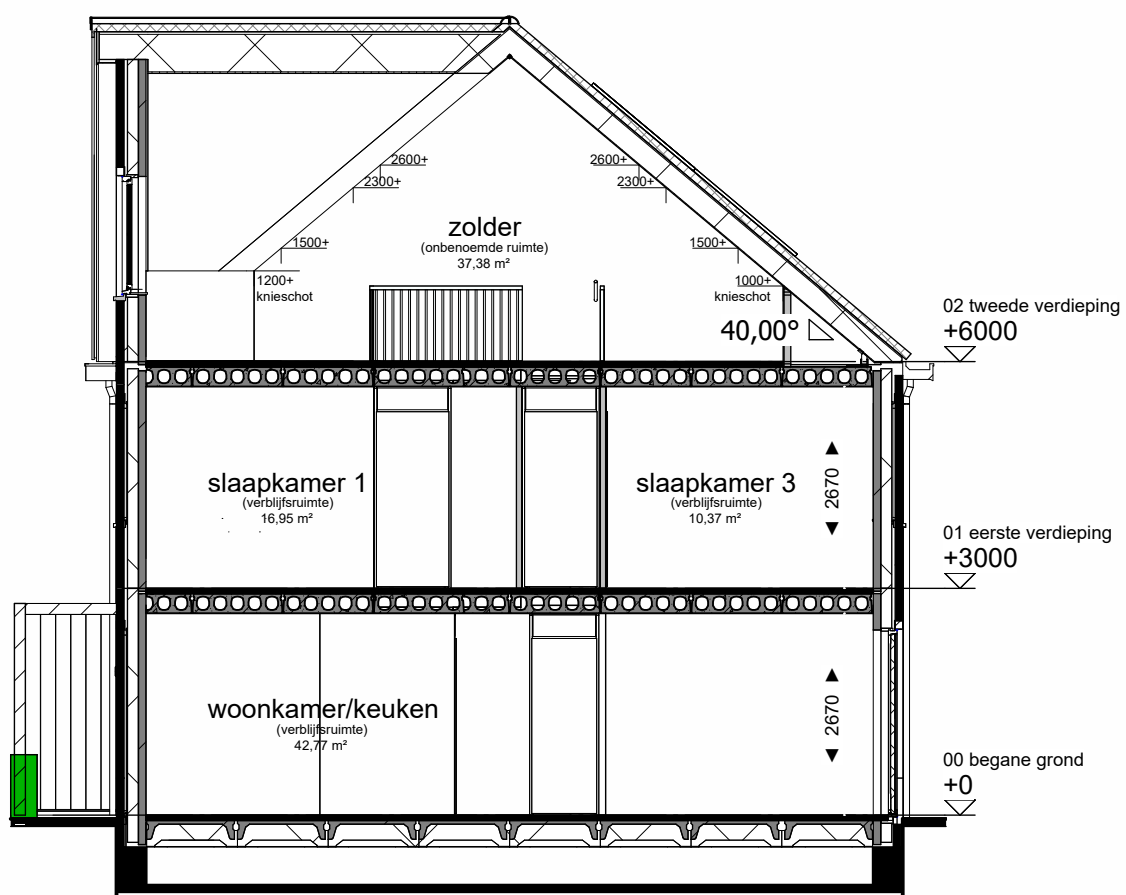 2600+
2600+
2300+
2300+
zolder
(onbenoemde ruimte)
37,38 m²
1500+
1500+
1200+
knieschot
1000+
knieschot
40,00°
02 tweede verdieping
+6000
slaapkamer 1
(verblijfsruimte)
16,95 m²
slaapkamer 3
(verblijfsruimte)
10,37 m²
2670
01 eerste verdieping
+3000
woonkamer/keuken
(verblijfsruimte)
42,77 m²
2670
00 begane grond
+0